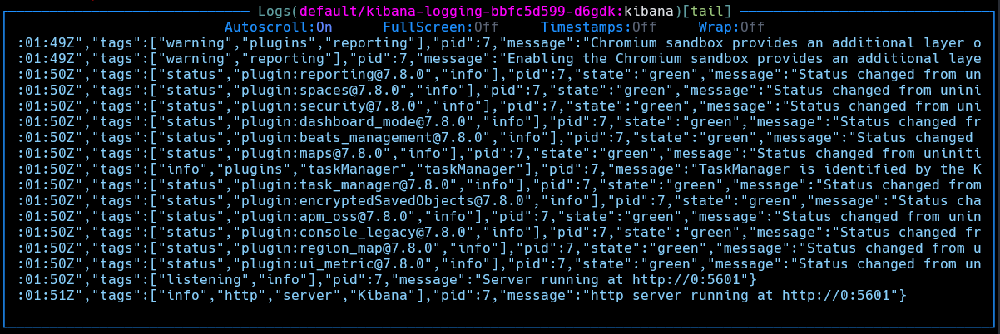 Logs(default/kibana-logging-bbfc5d599-d6gdk:kibana)[tail]
Autoscroll:On FullScreen:Off Timestamps:Off Wrap:Off
:01:49Z","tags":["warning","plugins","reporting"],"pid":7,"message":"Chromium sandbox provides an additional layer o
:01:49Z","tags":["warning","reporting"],"pid":7,"message":"Enabling the Chromium sandbox provides an additional laye
:01:50Z","tags":["status","plugin:reporting@7.8.0","info"],"pid":7,"state":"green","message":"Status changed from un
:01:50Z","tags":["status","plugin:spaces@7.8.0","info"],"pid":7,"state":"green","message":"Status changed from unini
:01:50Z","tags":["status","plugin:security@7.8.0","info"],"pid":7,"state":"green","message":"Status changed from uni
:01:50Z","tags":["status","plugin:dashboard_mode@7.8.0","info"],"pid":7,"state":"green","message":"Status changed fr
:01:50Z","tags":["status","plugin:beats_management@7.8.0","info"],"pid":7,"state":"green","message":"Status changed
:01:50Z","tags":["status","plugin:maps@7.8.0","info"],"pid":7,"state":"green","message":"Status changed from uniniti
:01:50Z","tags":["info","plugins","taskManager","taskManager"],"pid":7,"message":"TaskManager is identified by the K
:01:50Z","tags":["status","plugin:task_manager@7.8.0","info"],"pid":7,"state":"green","message":"Status changed from
:01:50Z","tags":["status","plugin:encryptedSavedObjects@7.8.0","info"],"pid":7,"state":"green","message":"Status cha
:01:50Z","tags":["status","plugin:apm_oss@7.8.0","info"],"pid":7,"state":"green","message":"Status changed from unin
:01:50Z","tags":["status","plugin:console_legacy@7.8.0","info"],"pid":7,"state":"green","message":"Status changed fr
:01:50Z","tags":["status","plugin:region_map@7.8.0","info"],"pid":7,"state":"green","message":"Status changed from u
:01:50Z","tags":["status","plugin:ui_metric@7.8.0","info"],"pid":7,"state":"green","message":"Status changed from un
:01:50Z","tags":["listening","info"],"pid":7,"message":"Server running at http://0:5601"}
:01:51Z","tags":["info","http","server","Kibana"],"pid":7,"message":"http server running at http://0:5601"}